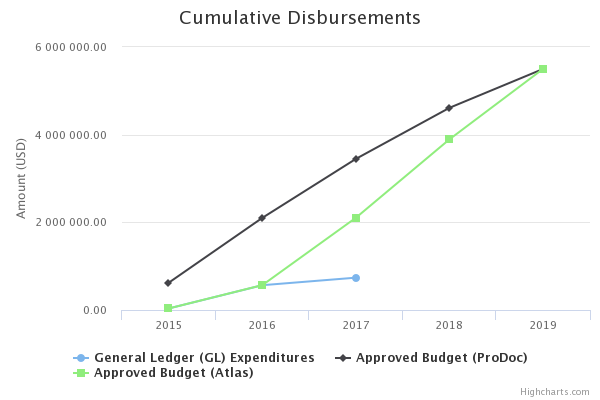 Cumulative Disbursements
6 000 000.00
4 000 000.00
2 000 000.00
0.00
Amount (USD)
2015 2016 2017 2018 2019
General Ledger (GL) Expenditures Approved Budget (ProDoc)
Approved Budget (Atlas)
Highcharts.com